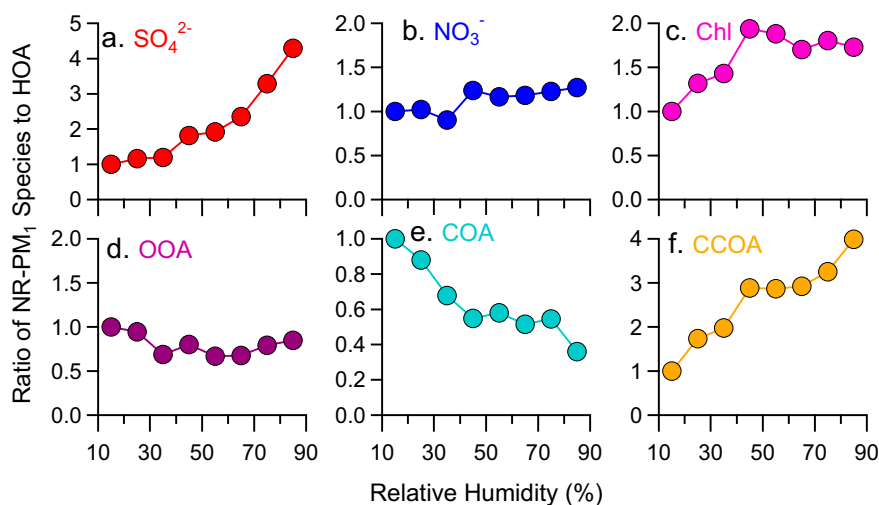 Ratio of NR-PM₁ Species to HOA
a. SO₄²⁻
5
4
3
2
1
0
b. NO₃⁻
2.0
1.5
1.0
0.5
0.0
c. Chl
2.0
1.5
1.0
0.5
0.0
d. OOA
2.0
1.5
1.0
0.5
0.0
10 30 50 70 90
e. COA
1.0
0.8
0.6
0.4
0.2
0.0
10 30 50 70 90
f. CCOA
4
3
2
1
0
10 30 50 70 90
Relative Humidity (%)